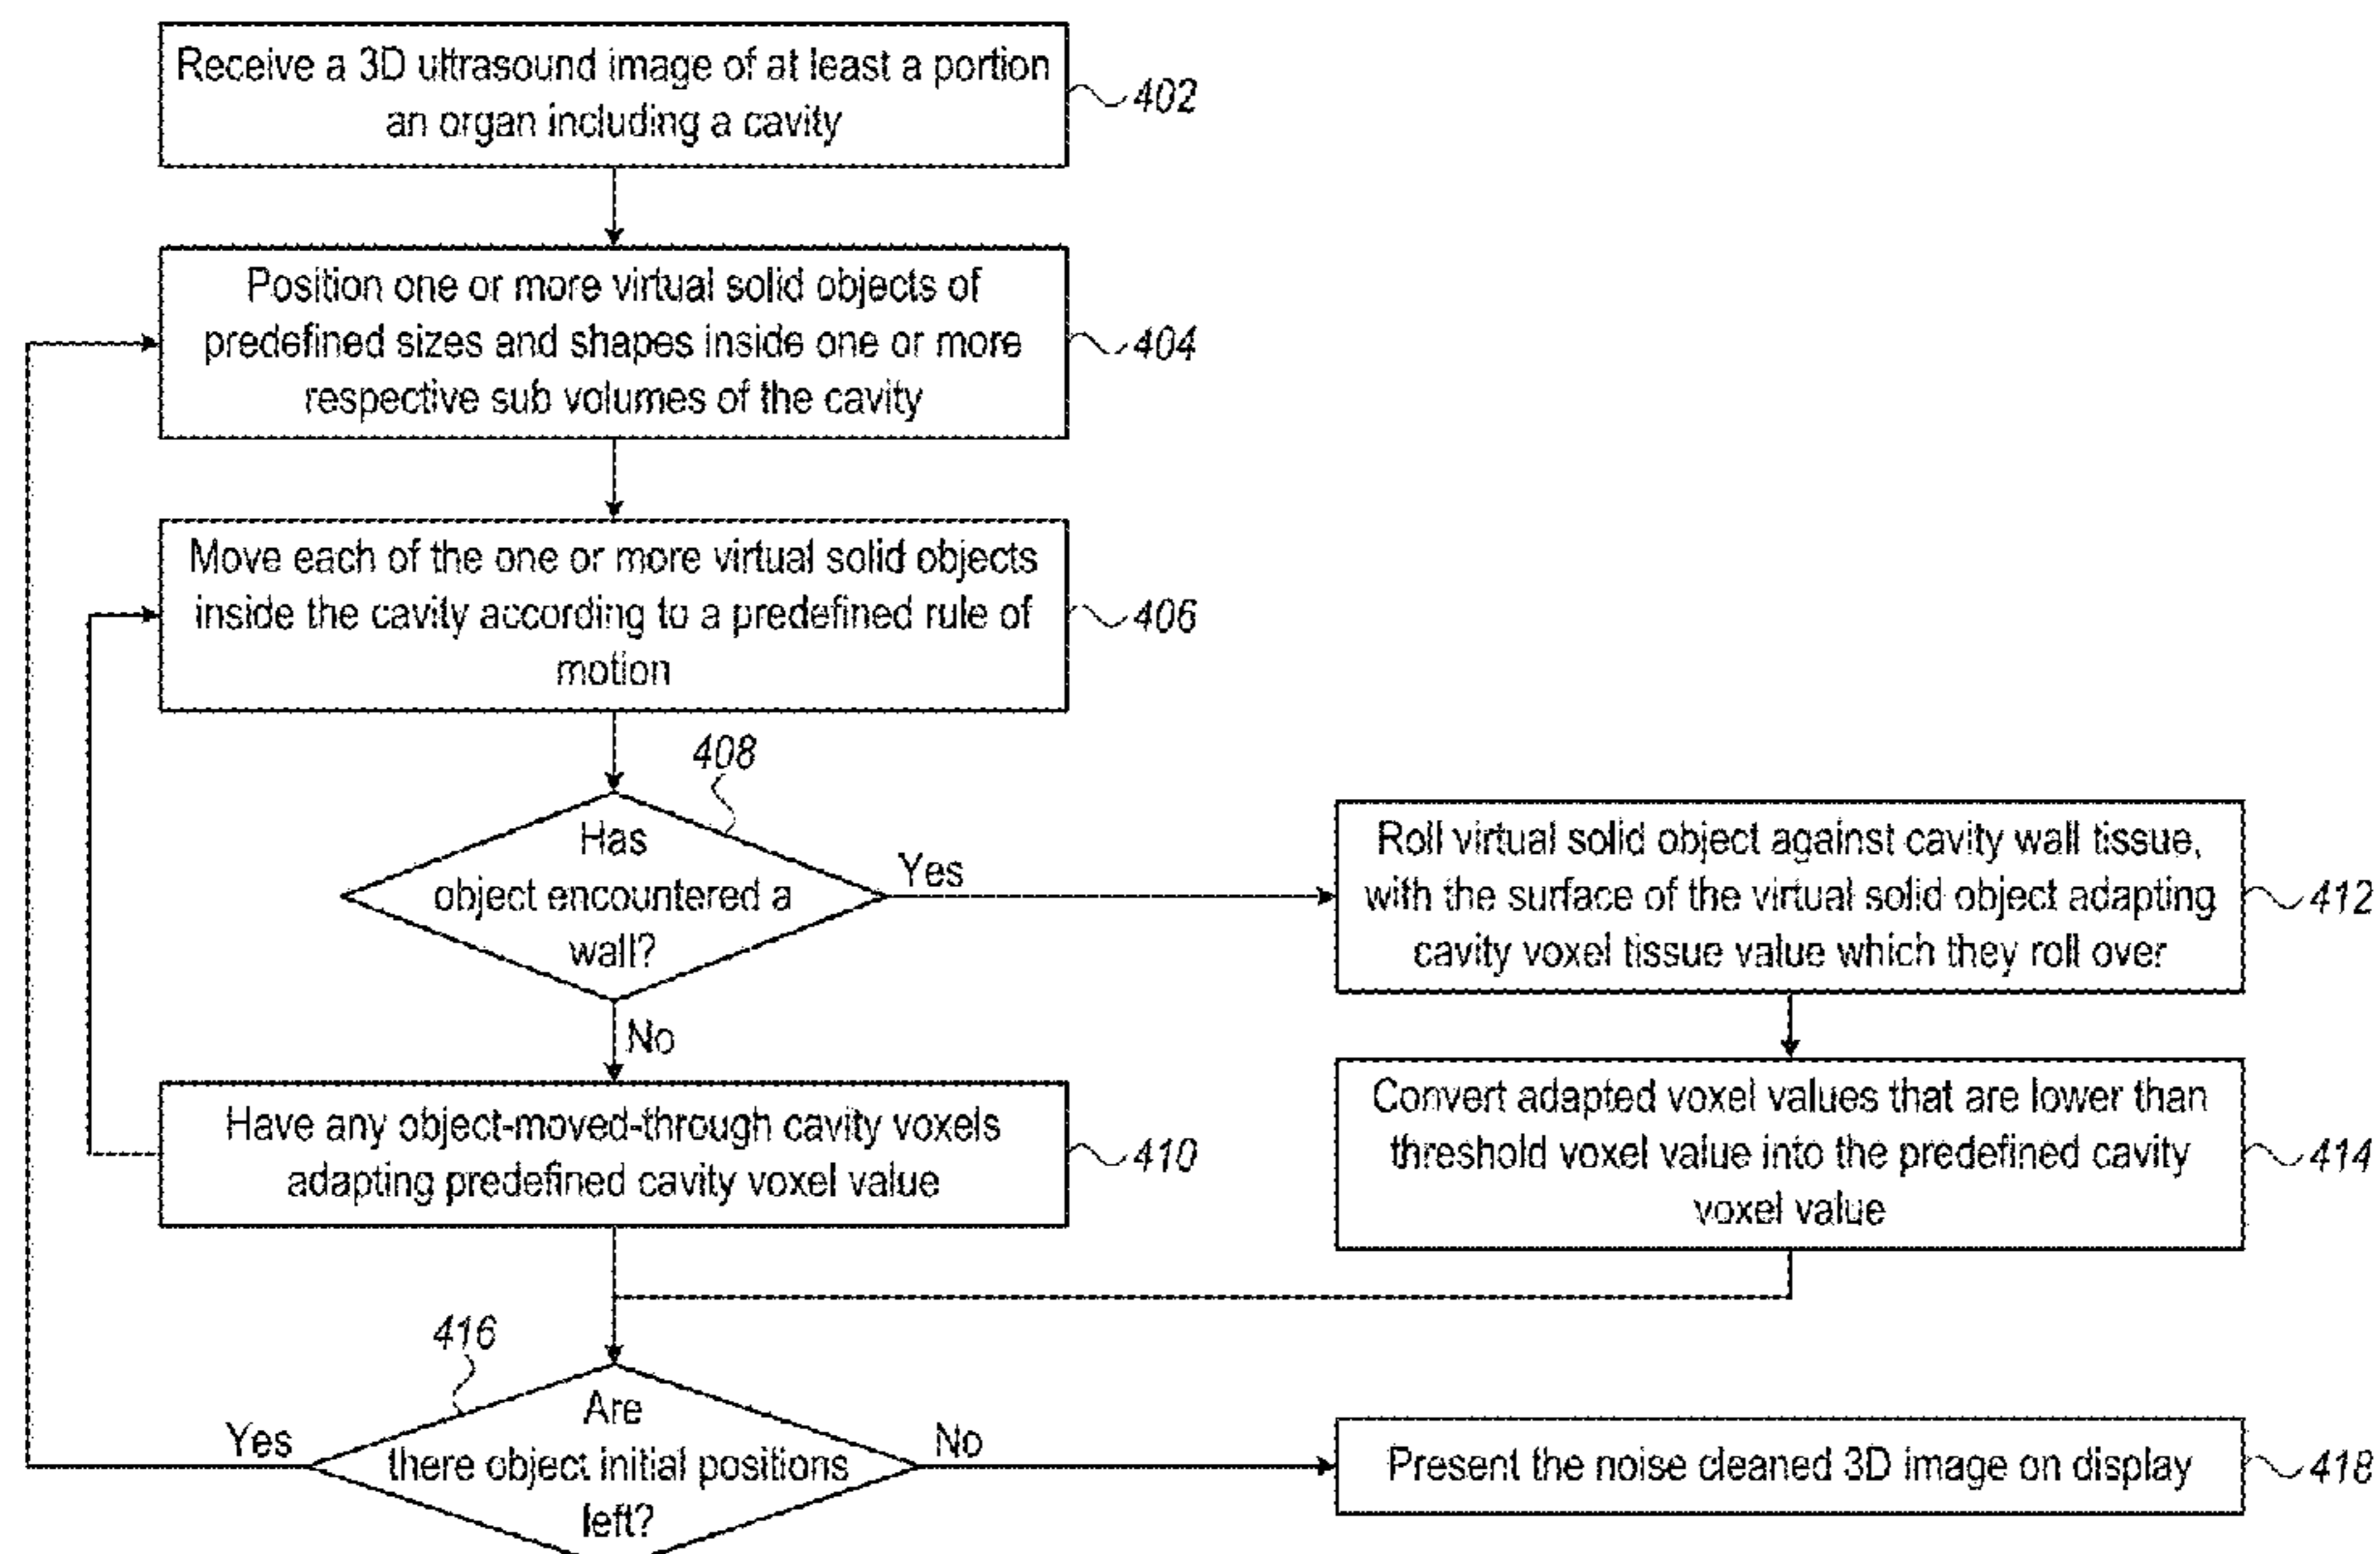 Receive a 3D ultrasound image of at least a portion
an organ including a cavity
402
Position one or more virtual solid objects of
predefined sizes and shapes inside one or more
respective sub volumes of the cavity
404
Move each of the one or more virtual solid objects
inside the cavity according to a predefined rule of
motion
406
408
Has
object encountered a
wall?
Yes
No
Roll virtual solid object against cavity wall tissue,
with the surface of the virtual solid object adapting
cavity voxel tissue value which they roll over
412
Have any object-moved-through cavity voxels
adapting predefined cavity voxel value
410
Convert adapted voxel values that are lower than
threshold voxel value into the predefined cavity
voxel value
414
416
Are
there object initial positions
left?
Yes
No
Present the noise cleaned 3D image on display
418